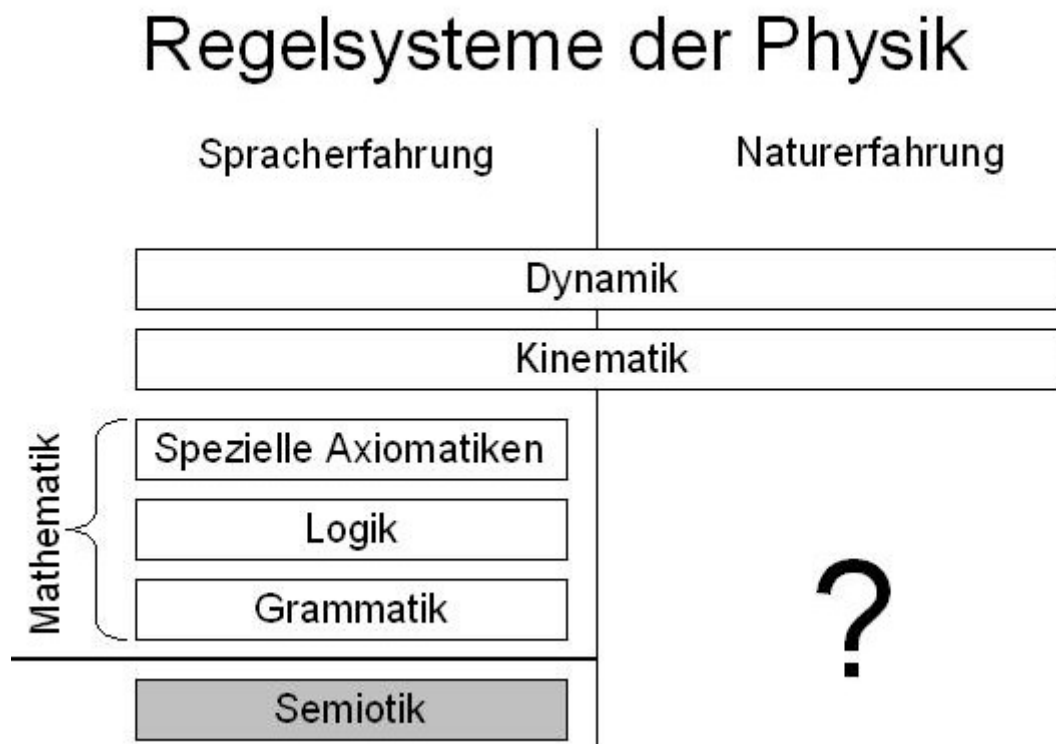 Regelsysteme der Physik
Spracherfahrung
Naturerfahrung
Dynamik
Kinematik
Mathematik
Spezielle Axiomatiken
Logik
Grammatik
?
Semiotik